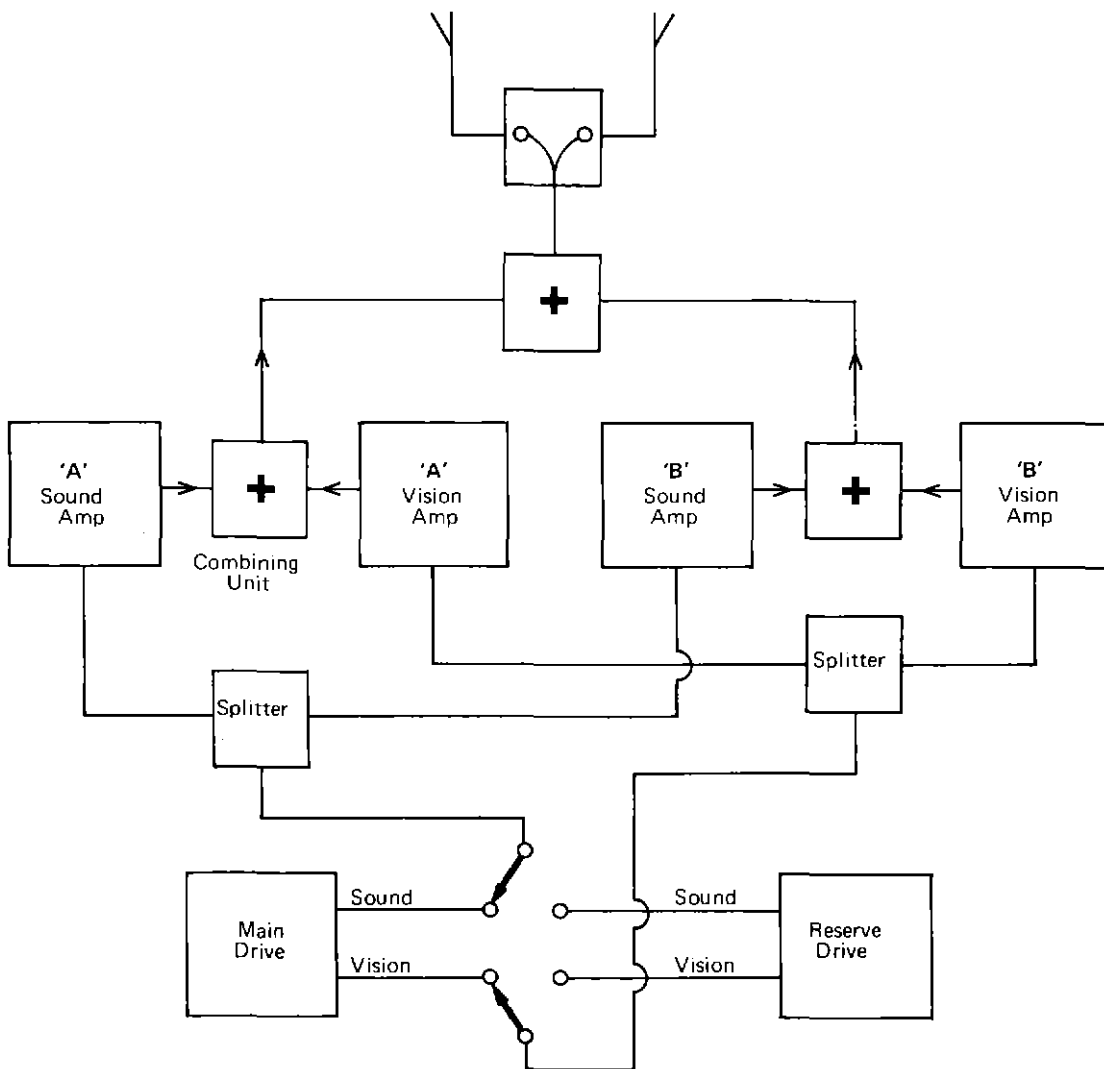 +
'A'
Sound
Amp
+
'A'
Vision
Amp
'B'
Sound
Amp
+
'B'
Vision
Amp
Combining
Unit
Splitter
Splitter
Main
Drive
Sound
Vision
Sound
Vision
Reserve
Drive